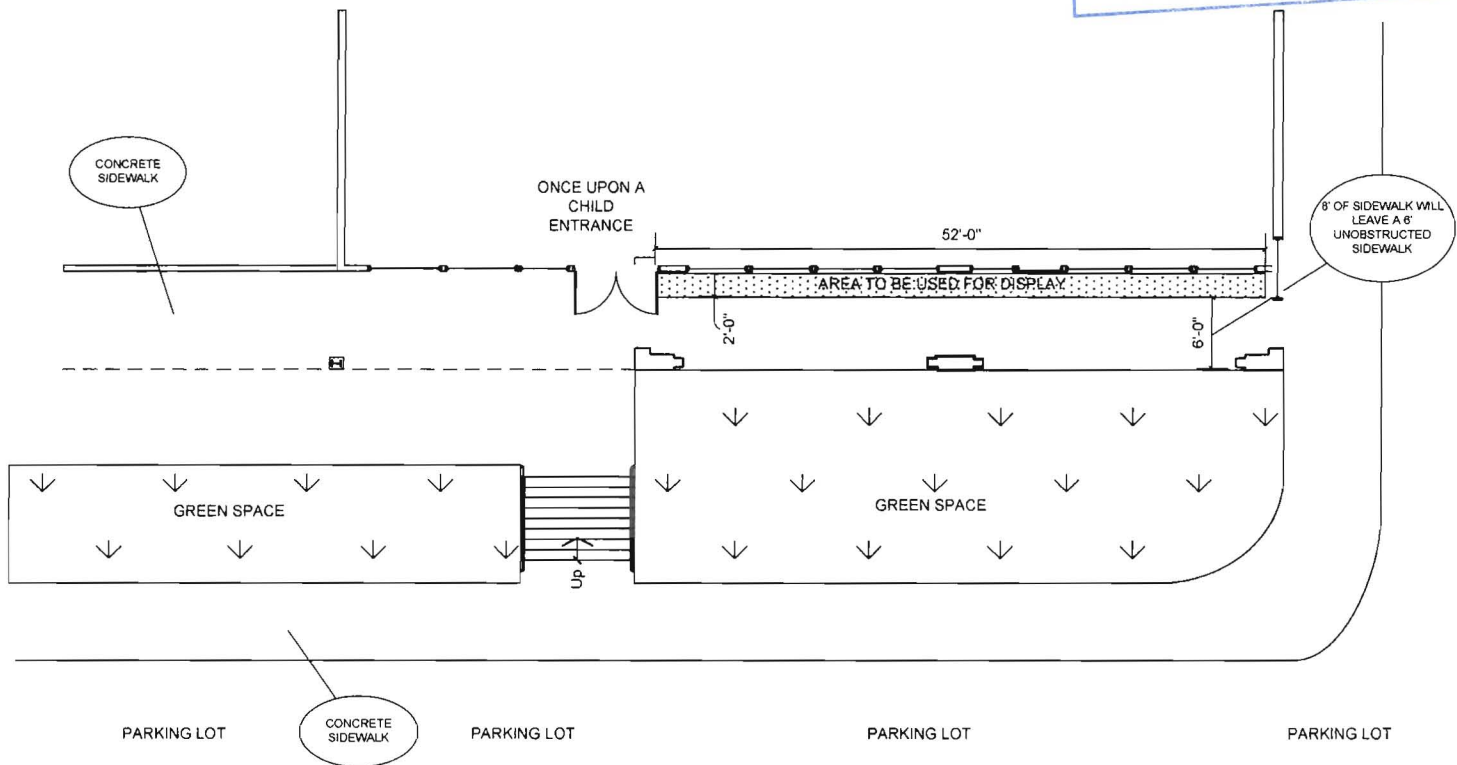 CONCRETE
SIDEWALK
ONCE UPON A
CHILD
ENTRANCE
52'-0"
8' OF SIDEWALK WILL
LEAVE A 6'
UNOBSTRUCTED
SIDEWALK
AREA TO BE USED FOR DISPLAY
2'-0"
6'-0"
GREEN SPACE
GREEN SPACE
Up
CONCRETE
SIDEWALK
PARKING LOT
PARKING LOT
PARKING LOT
PARKING LOT